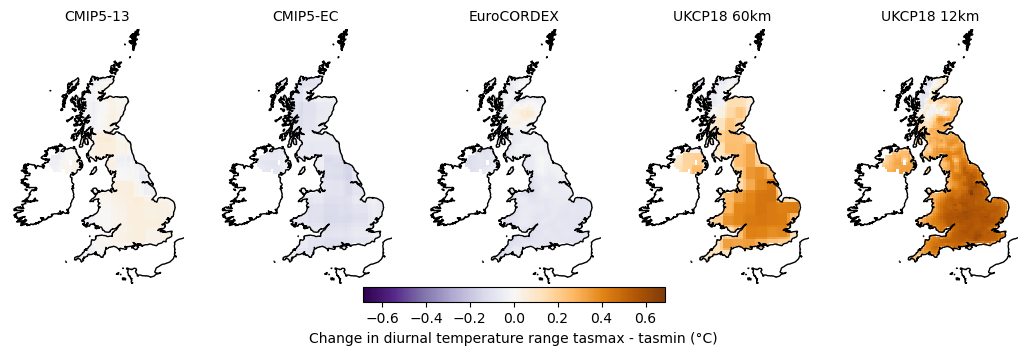 CMIP5-13 CMIP5-EC EuroCORDEX UKCP18 60km UKCP18 12km
−0.6 −0.4 −0.2 0.0 0.2 0.4 0.6
Change in diurnal temperature range tasmax - tasmin (°C)